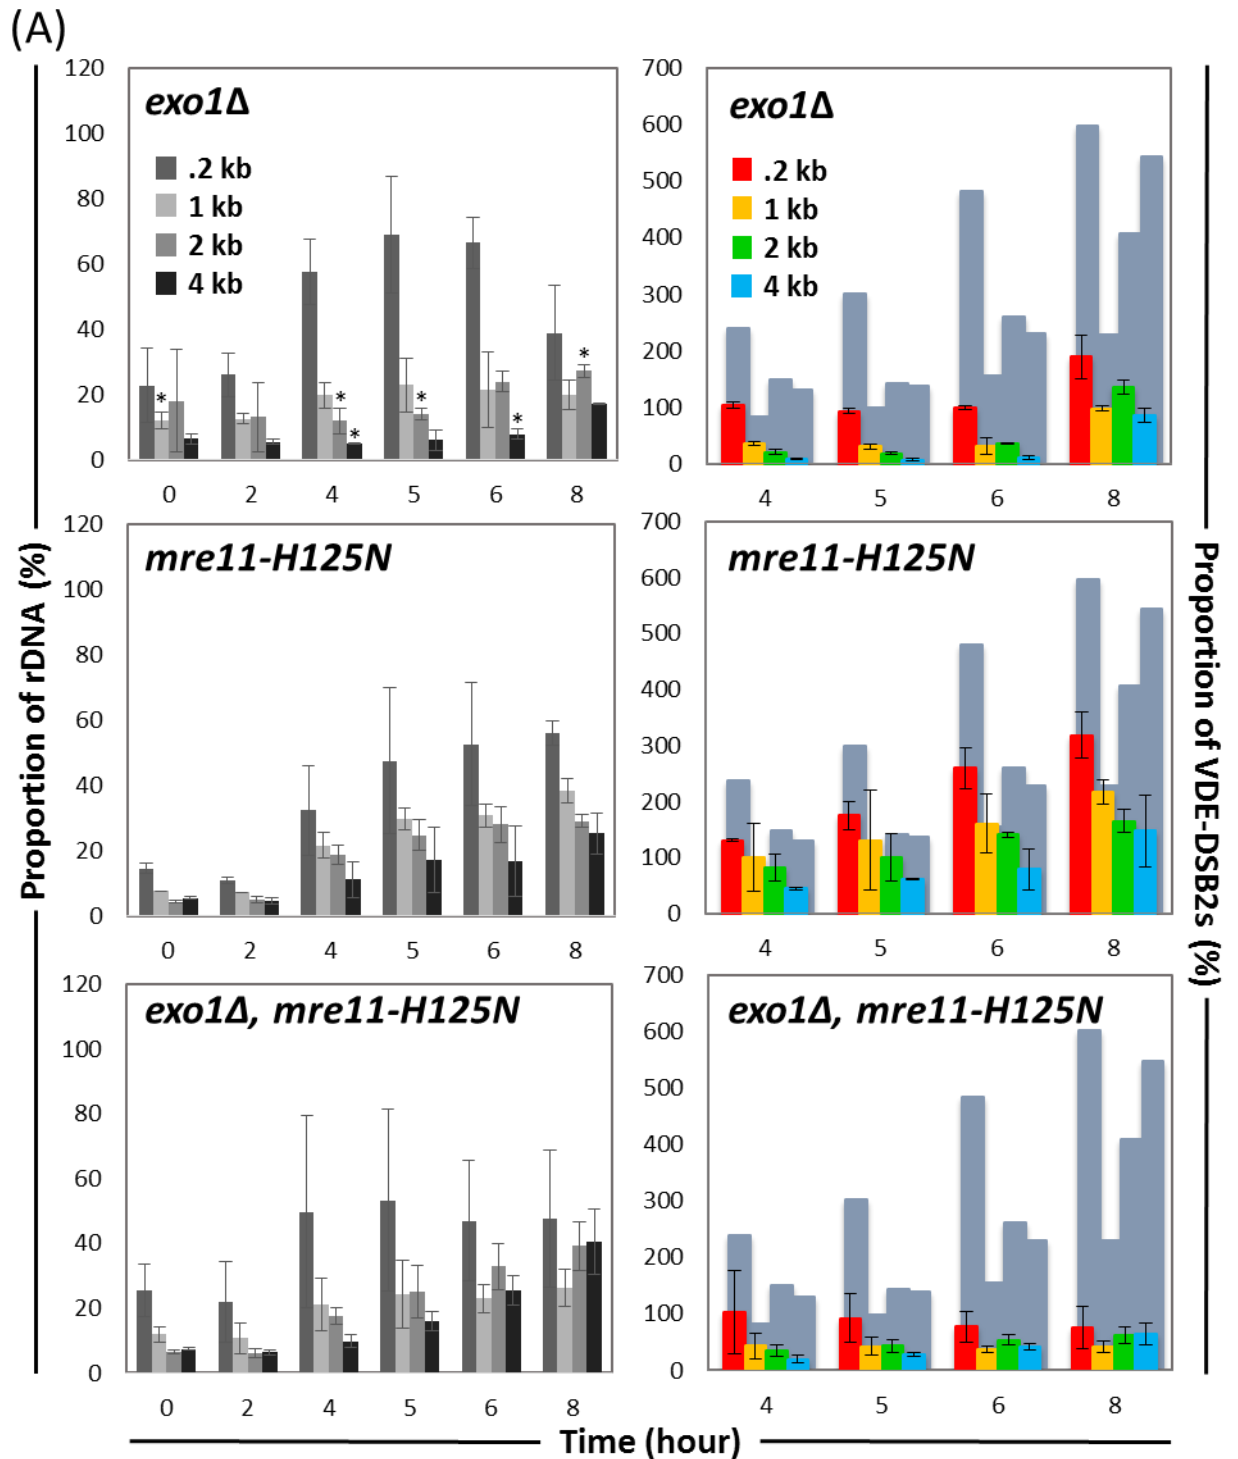 (A)
Proportion of rDNA (%)
Proportion of VDE-DSB2s (%)
120
100
80
60
40
20
0
exo1Δ
.2 kb
1 kb
2 kb
4 kb
*
*
*
*
*
*
0 2 4 5 6 8
700
600
500
400
300
200
100
0
exo1Δ
.2 kb
1 kb
2 kb
4 kb
4 5 6 8
120
100
80
60
40
20
0
mre11-H125N
0 2 4 5 6 8
700
600
500
400
300
200
100
0
mre11-H125N
4 5 6 8
120
100
80
60
40
20
0
exo1Δ, mre11-H125N
0 2 4 5 6 8
700
600
500
400
300
200
100
0
exo1Δ, mre11-H125N
4 5 6 8
Time (hour)